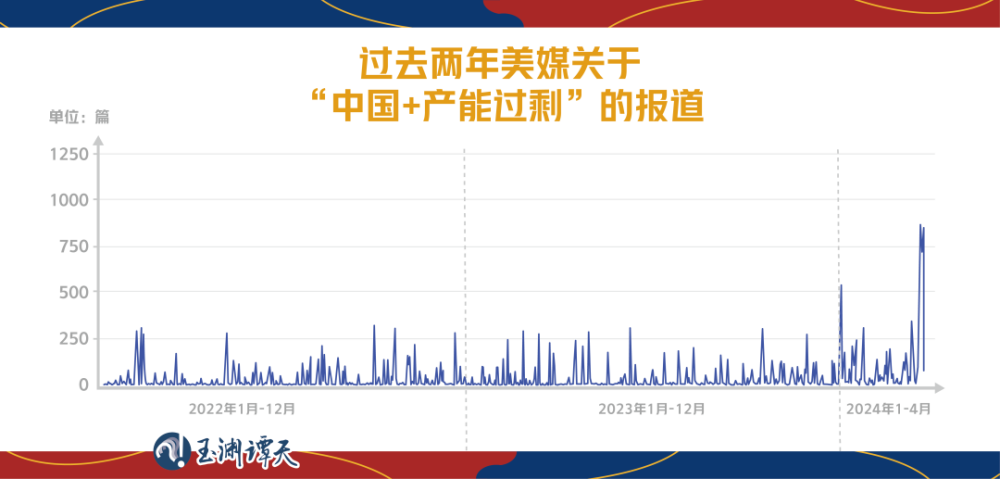 过去两年美媒关于
“中国+产能过剩”的报道
单位：篇
1250
1000
750
500
250
0
2022年1月-12月
2023年1月-12月
2024年1-4月
玉渊谭天